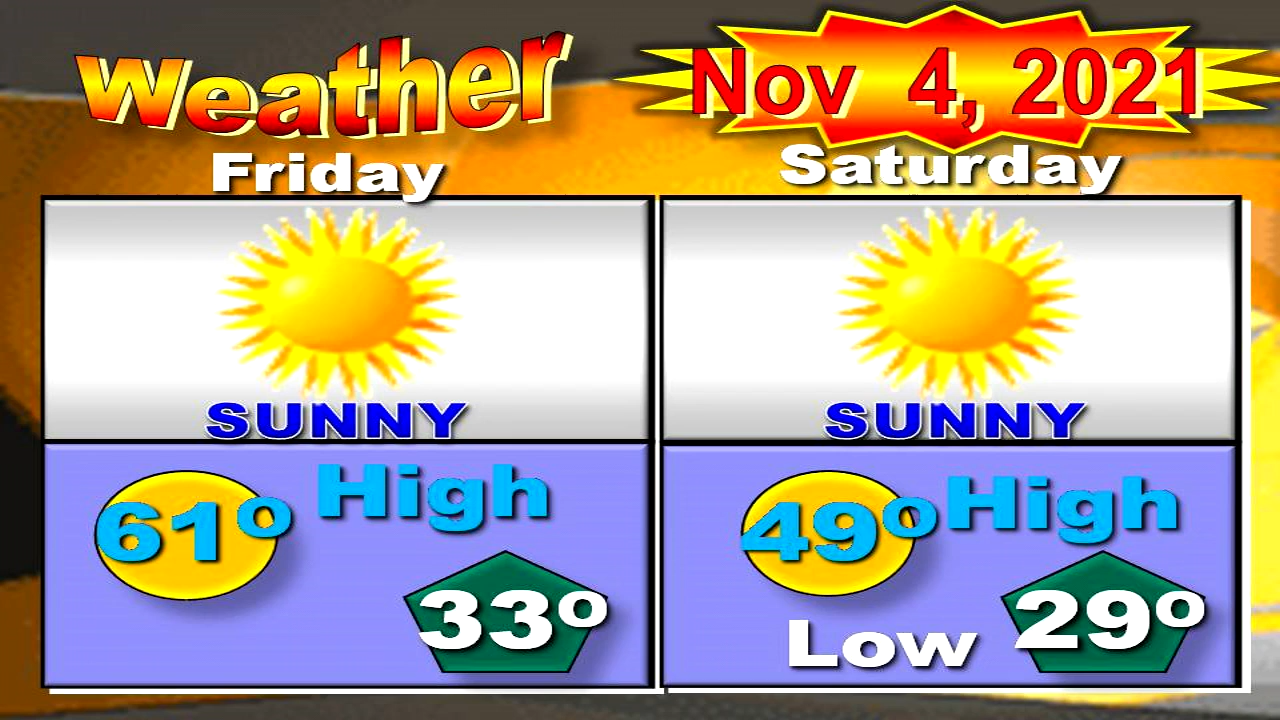 Weather
Nov 4, 2021
Friday
Saturday
SUNNY
SUNNY
61º High
33º
49º High
Low 29º